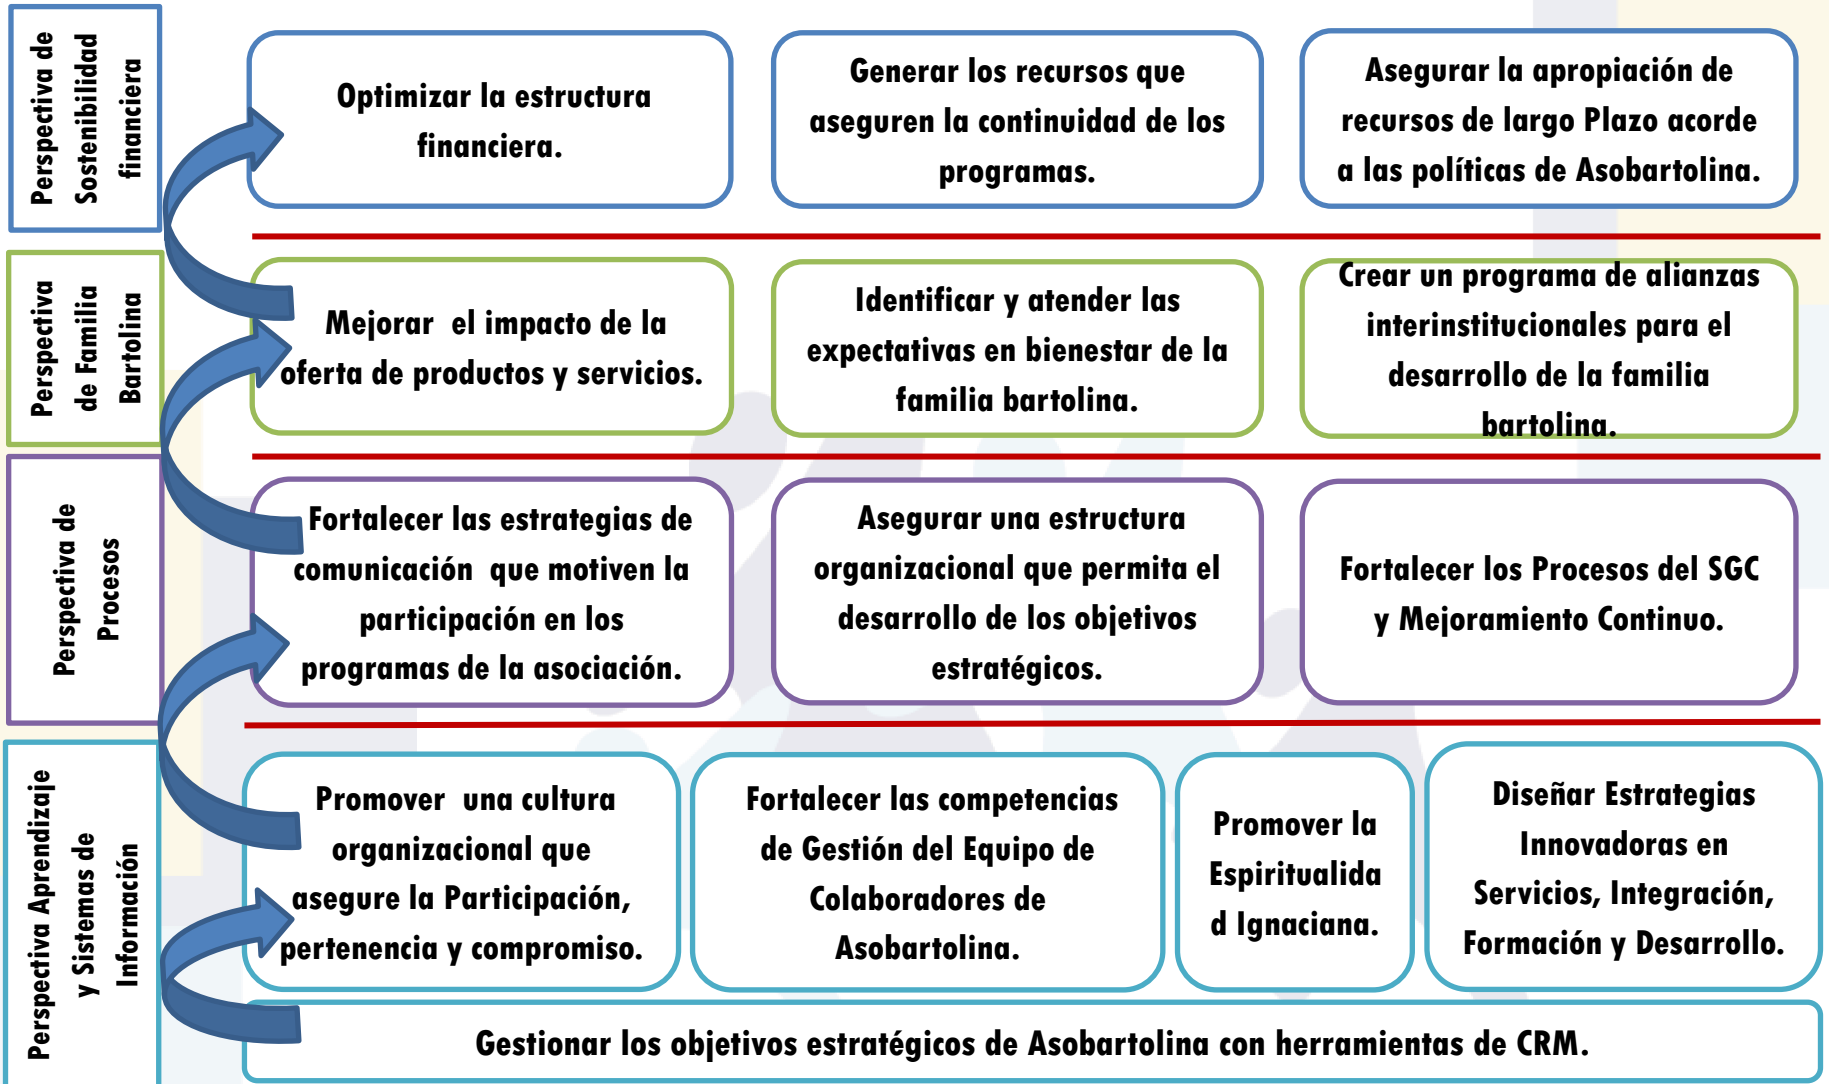 Perspectiva de
Sostenibilidad
financiera
Optimizar la estructura
financiera.
Generar los recursos que
aseguren la continuidad de los
programas.
Asegurar la apropiación de
recursos de largo Plazo acorde
a las políticas de Asobartolina.
Perspectiva
de Familia
Bartolina
Mejorar el impacto de la
oferta de productos y servicios.
Identificar y atender las
expectativas en bienestar de la
familia bartolina.
Crear un programa de alianzas
interinstitucionales para el
desarrollo de la familia
bartolina.
Perspectiva de
Procesos
Fortalecer las estrategias de
comunicación que motiven la
participación en los
programas de la asociación.
Asegurar una estructura
organizacional que permita el
desarrollo de los objetivos
estratégicos.
Fortalecer los Procesos del SGC
y Mejoramiento Continuo.
Perspectiva Aprendizaje
y Sistemas de
Información
Promover una cultura
organizacional que
asegure la Participación,
pertenencia y compromiso.
Fortalecer las competencias
de Gestión del Equipo de
Colaboradores de
Asobartolina.
Promover la
Espiritualida
d Ignaciana.
Diseñar Estrategias
Innovadoras en
Servicios, Integración,
Formación y Desarrollo.
Gestionar los objetivos estratégicos de Asobartolina con herramientas de CRM.